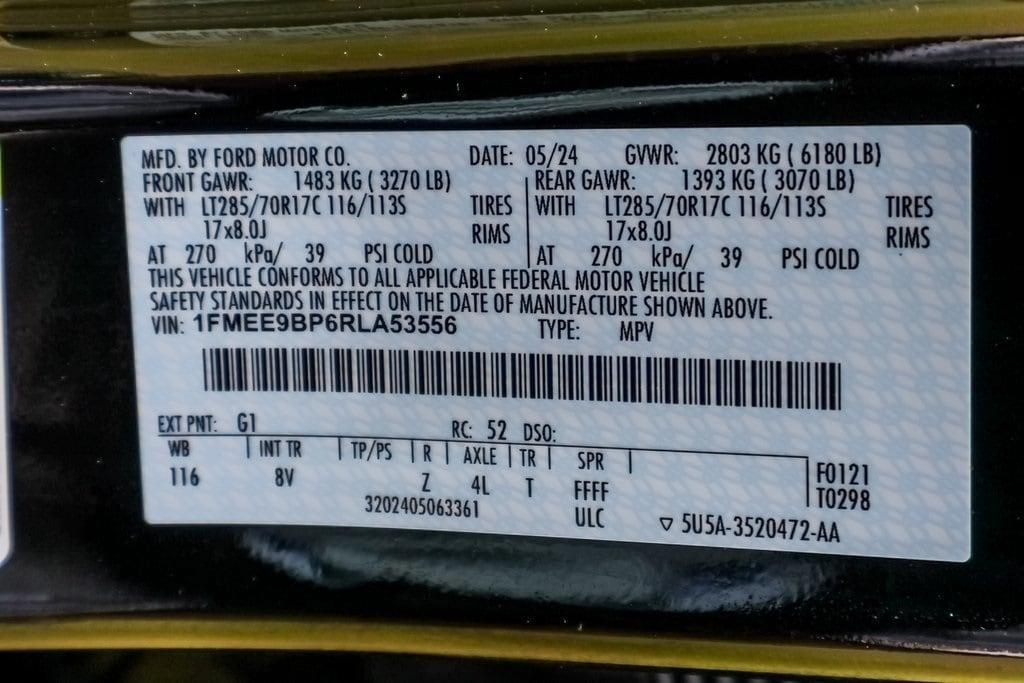 MFD. BY FORD MOTOR CO. DATE: 05/24 GVWR: 2803 KG ( 6180 LB)
FRONT GAWR: 1483 KG ( 3270 LB) REAR GAWR: 1393 KG ( 3070 LB)
WITH LT285/70R17C 116/113S TIRES WITH LT285/70R17C 116/113S TIRES
17x8.0J RIMS 17x8.0J RIMS
AT 270 kPa/ 39 PSI COLD AT 270 kPa/ 39 PSI COLD
THIS VEHICLE CONFORMS TO ALL APPLICABLE FEDERAL MOTOR VEHICLE
SAFETY STANDARDS IN EFFECT ON THE DATE OF MANUFACTURE SHOWN ABOVE.
VIN: 1FMEE9BP6RLA53556 TYPE: MPV
EXT PNT: G1 RC: 52 DSO:
WB INT TR TP/PS R AXLE TR SPR
116 8V Z 4L T FFFF F0121
3202405063361 ULC T0298
▽ 5U5A-3520472-AA